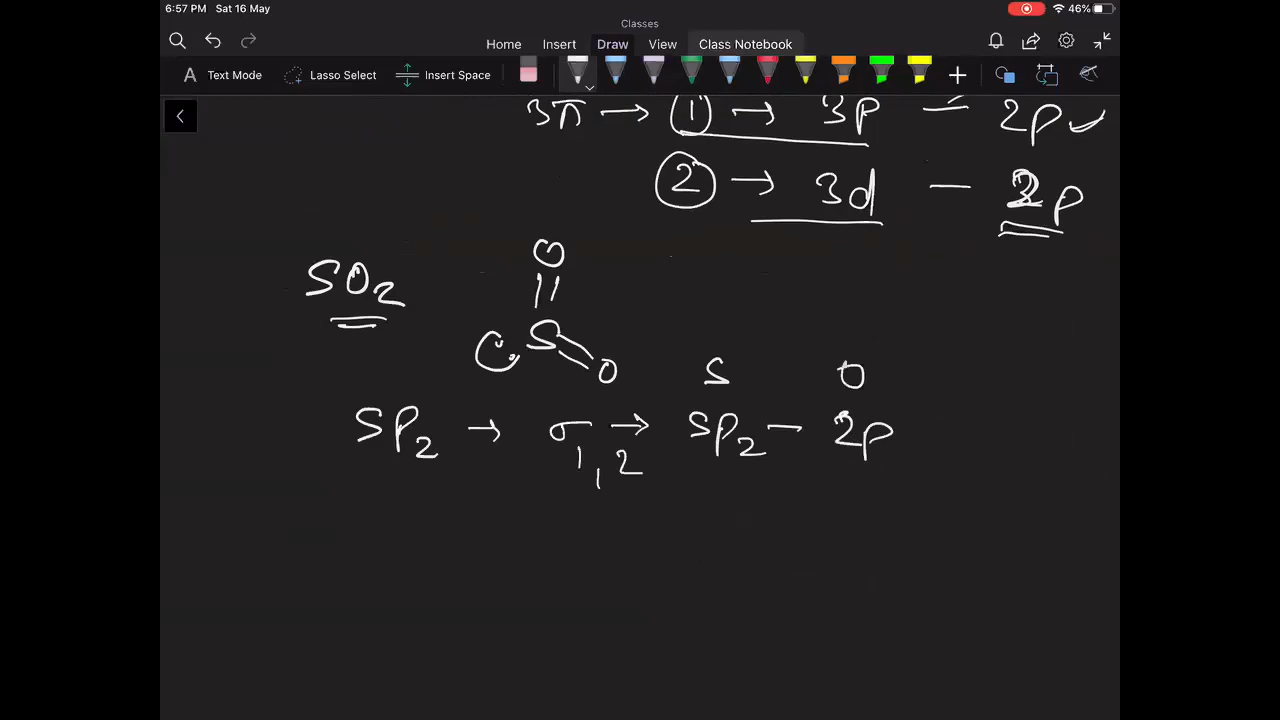 6:57 PM Sat 16 May
46%
Classes
Home Insert Draw View Class Notebook
A Text Mode Lasso Select Insert Space
3π → 1 → 3p – 2p ✓
2 → 3d – 2p
SO2
O
S
O
S O
SP2 → σ1,2 → SP2 – 2p